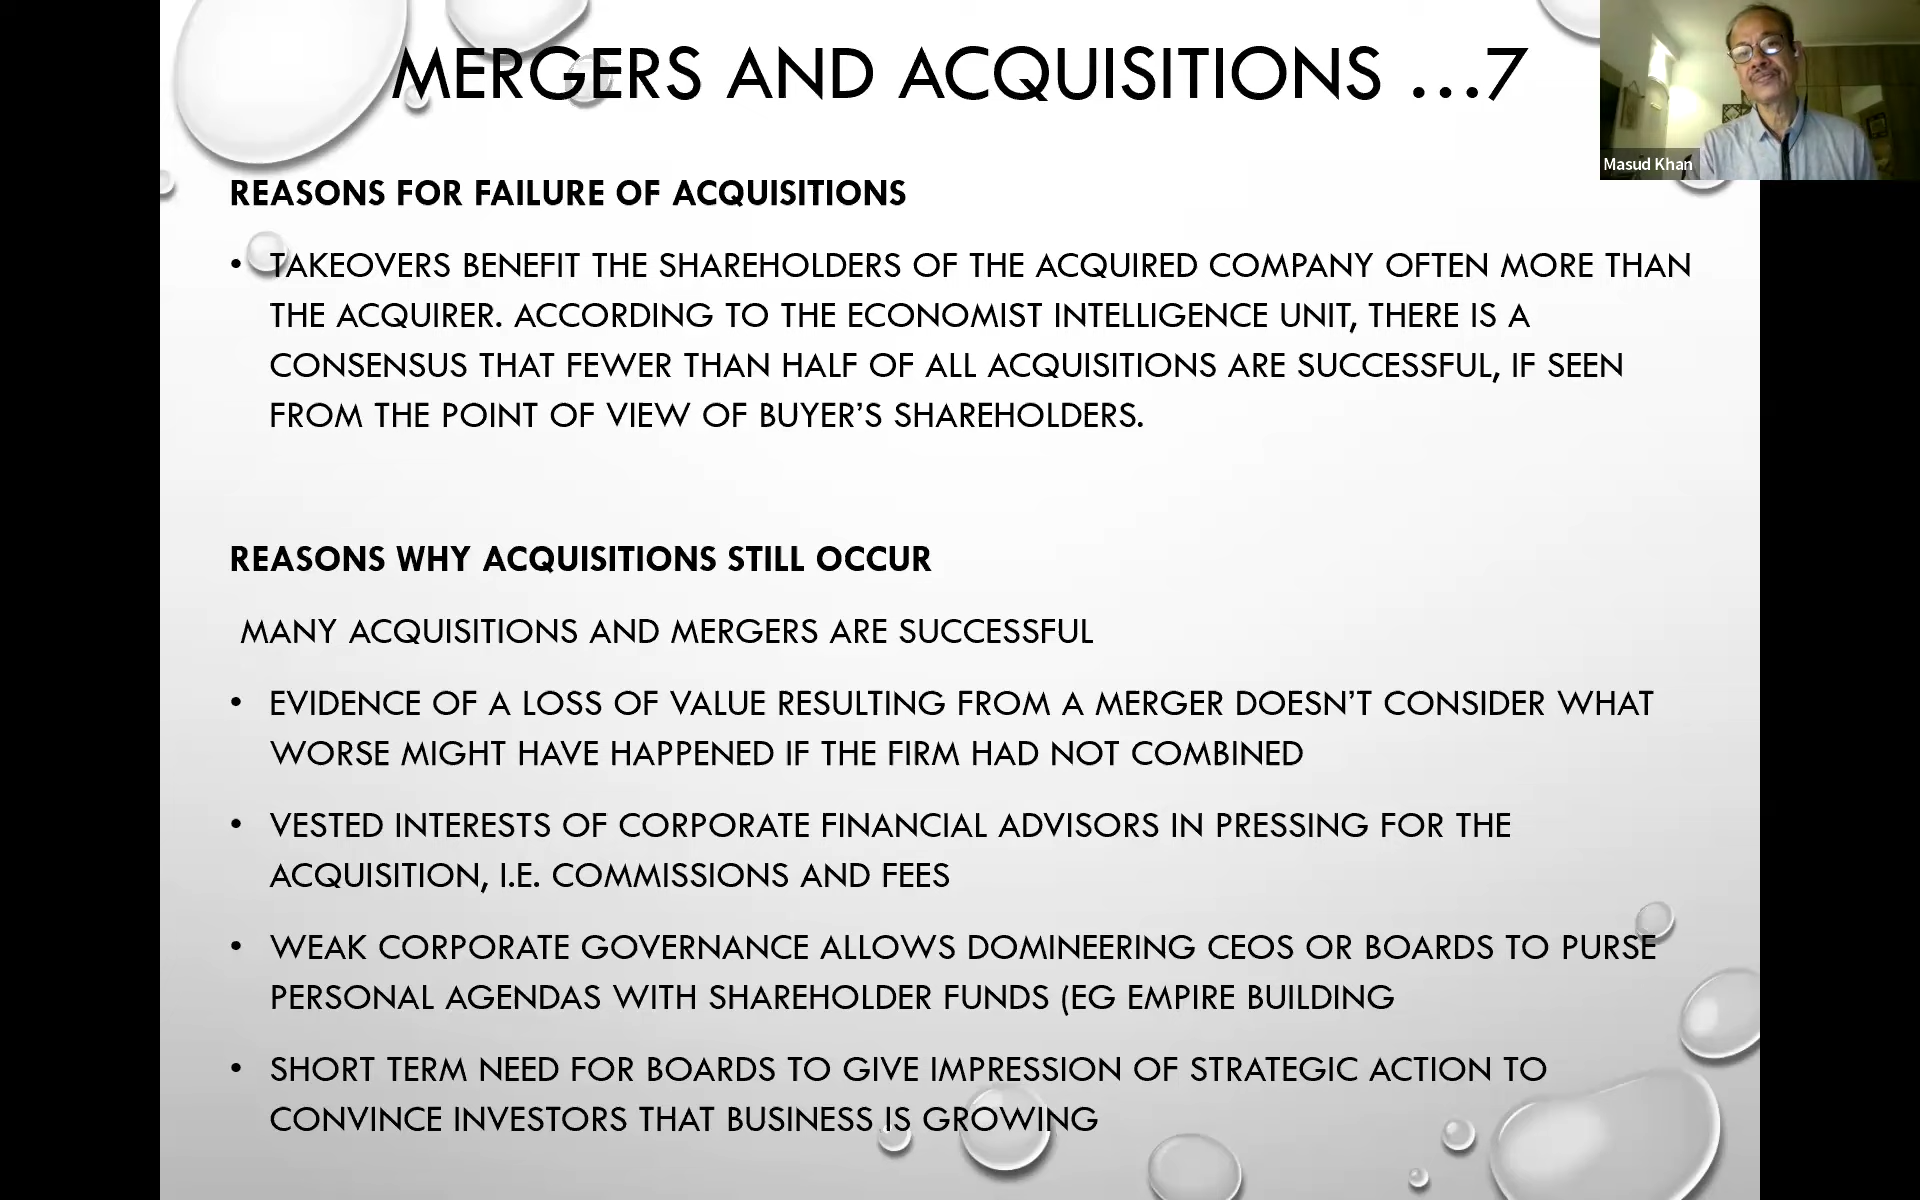 MERGERS AND ACQUISITIONS ...7
Masud Khan
REASONS FOR FAILURE OF ACQUISITIONS
• TAKEOVERS BENEFIT THE SHAREHOLDERS OF THE ACQUIRED COMPANY OFTEN MORE THAN
THE ACQUIRER. ACCORDING TO THE ECONOMIST INTELLIGENCE UNIT, THERE IS A
CONSENSUS THAT FEWER THAN HALF OF ALL ACQUISITIONS ARE SUCCESSFUL, IF SEEN
FROM THE POINT OF VIEW OF BUYER’S SHAREHOLDERS.
REASONS WHY ACQUISITIONS STILL OCCUR
MANY ACQUISITIONS AND MERGERS ARE SUCCESSFUL
• EVIDENCE OF A LOSS OF VALUE RESULTING FROM A MERGER DOESN’T CONSIDER WHAT
WORSE MIGHT HAVE HAPPENED IF THE FIRM HAD NOT COMBINED
• VESTED INTERESTS OF CORPORATE FINANCIAL ADVISORS IN PRESSING FOR THE
ACQUISITION, I.E. COMMISSIONS AND FEES
• WEAK CORPORATE GOVERNANCE ALLOWS DOMINEERING CEOS OR BOARDS TO PURSE
PERSONAL AGENDAS WITH SHAREHOLDER FUNDS (EG EMPIRE BUILDING
• SHORT TERM NEED FOR BOARDS TO GIVE IMPRESSION OF STRATEGIC ACTION TO
CONVINCE INVESTORS THAT BUSINESS IS GROWING